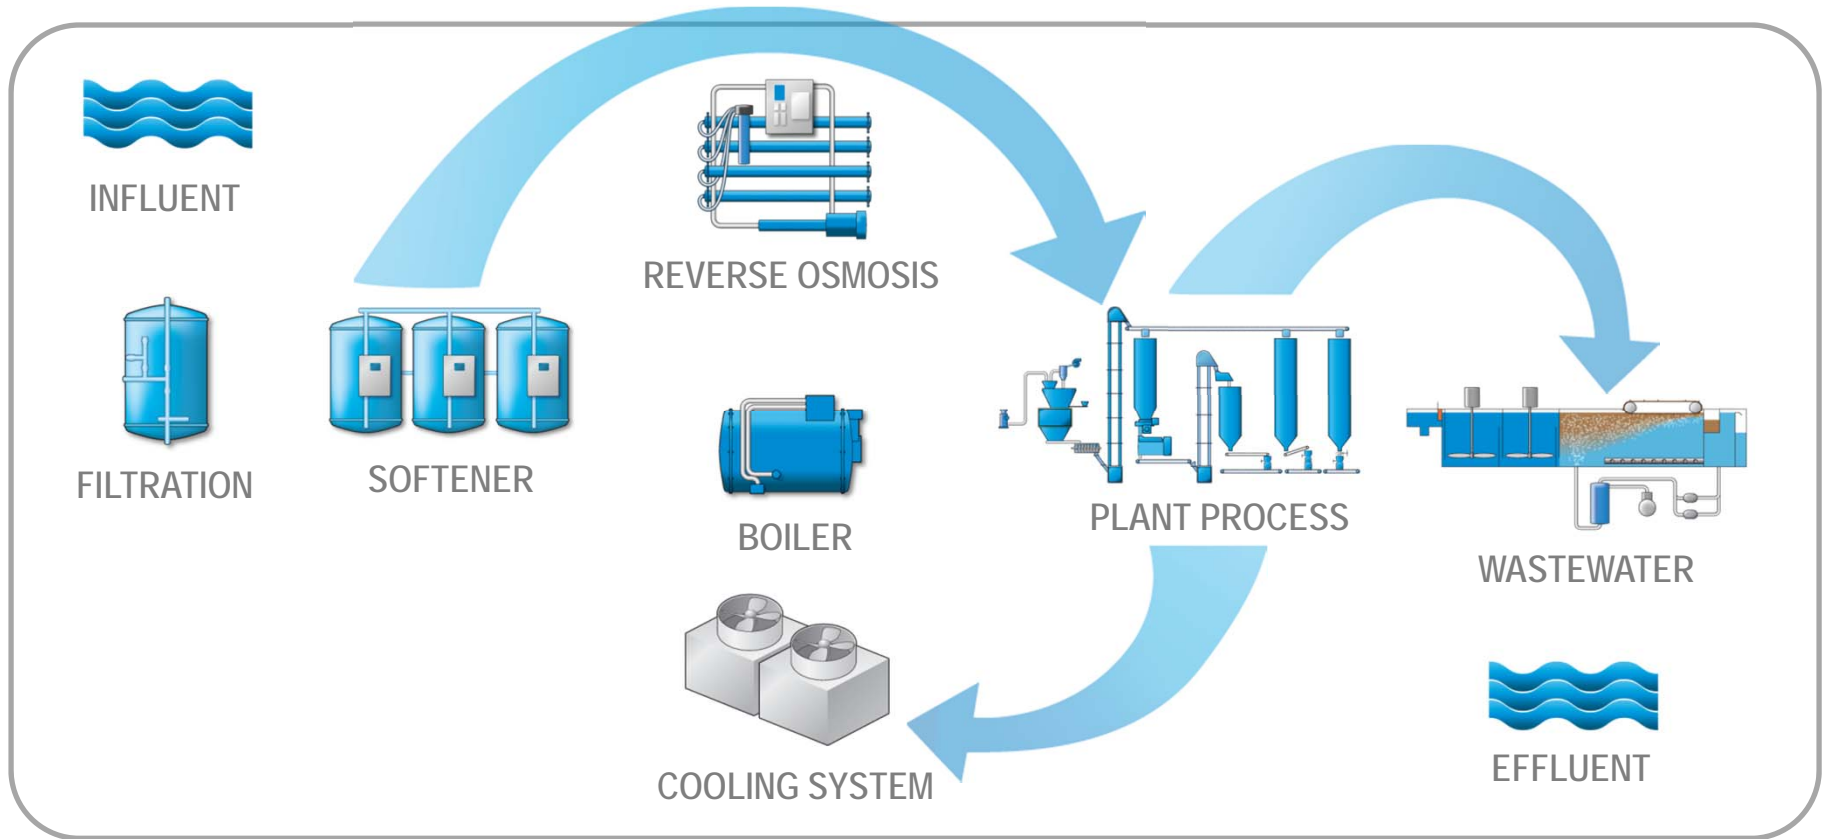 INFLUENT
REVERSE OSMOSIS
FILTRATION
SOFTENER
BOILER
PLANT PROCESS
WASTEWATER
COOLING SYSTEM
EFFLUENT